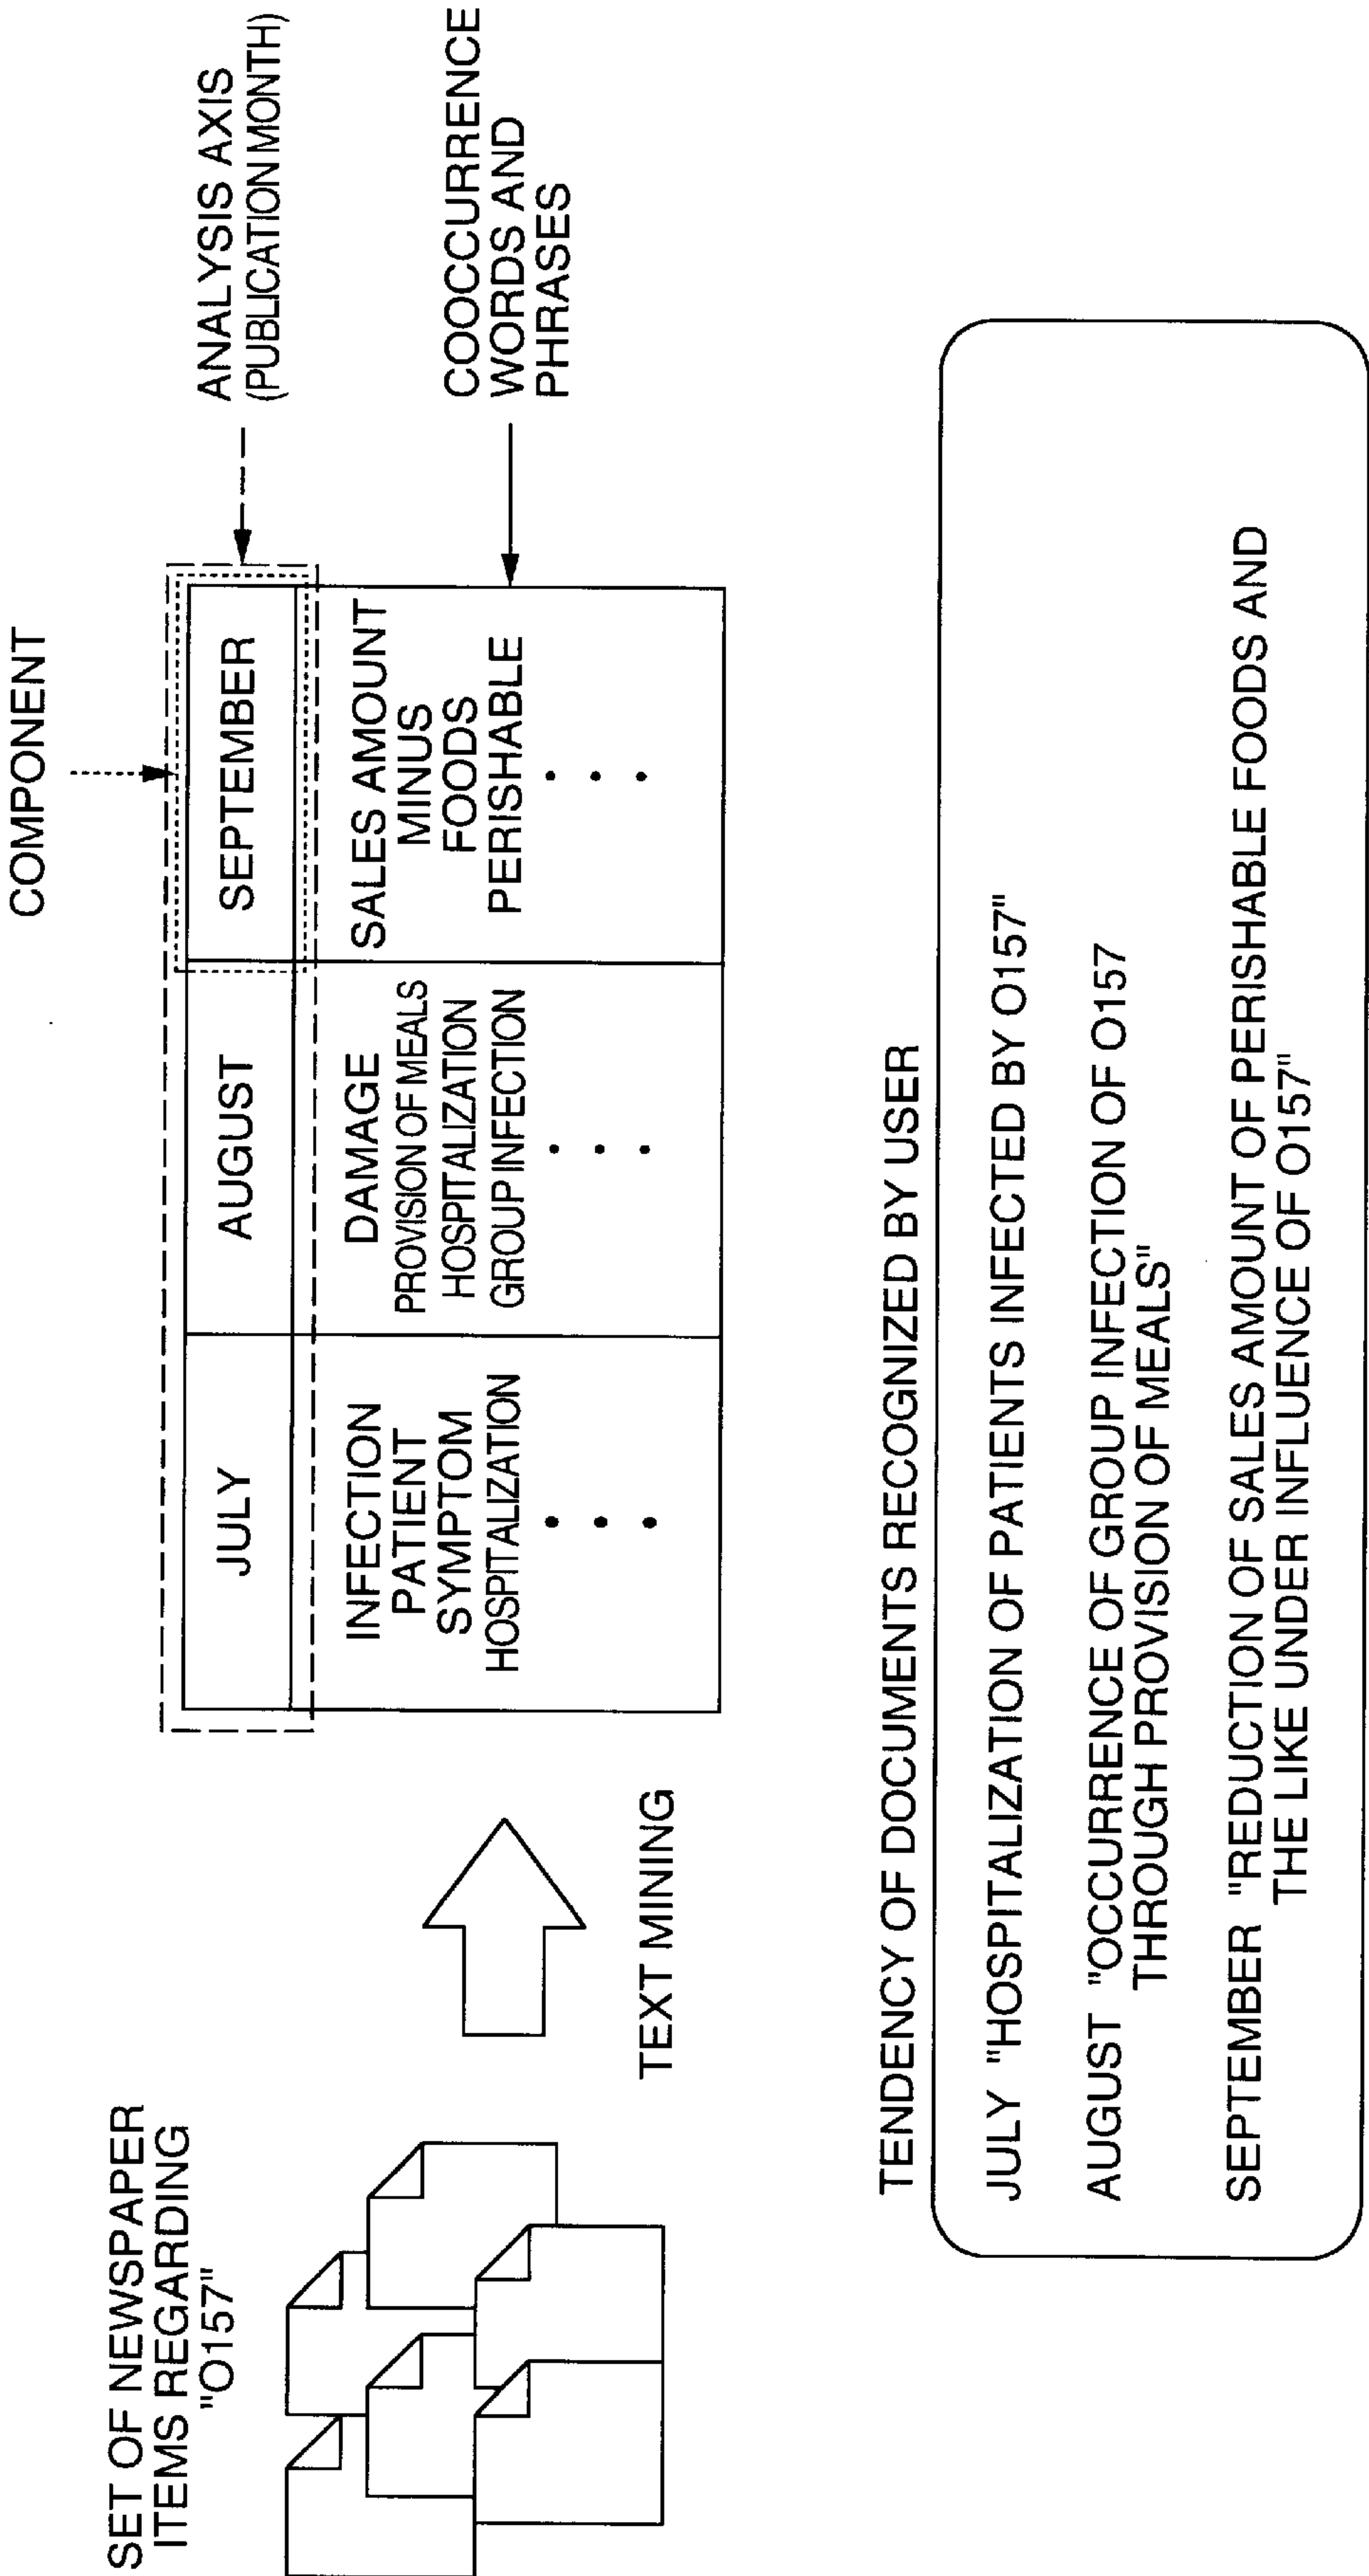 SET OF NEWSPAPER
ITEMS REGARDING
"O157"
TEXT MINING
COMPONENT
ANALYSIS AXIS
(PUBLICATION MONTH)
JULY
AUGUST
SEPTEMBER
INFECTION
PATIENT
SYMPTOM
HOSPITALIZATION
DAMAGE
PROVISION OF MEALS
HOSPITALIZATION
GROUP INFECTION
SALES AMOUNT
MINUS
FOODS
PERISHABLE
COOCCURRENCE
WORDS AND
PHRASES
TENDENCY OF DOCUMENTS RECOGNIZED BY USER
JULY "HOSPITALIZATION OF PATIENTS INFECTED BY O157"
AUGUST "OCCURRENCE OF GROUP INFECTION OF O157
THROUGH PROVISION OF MEALS"
SEPTEMBER "REDUCTION OF SALES AMOUNT OF PERISHABLE FOODS AND
THE LIKE UNDER INFLUENCE OF O157"